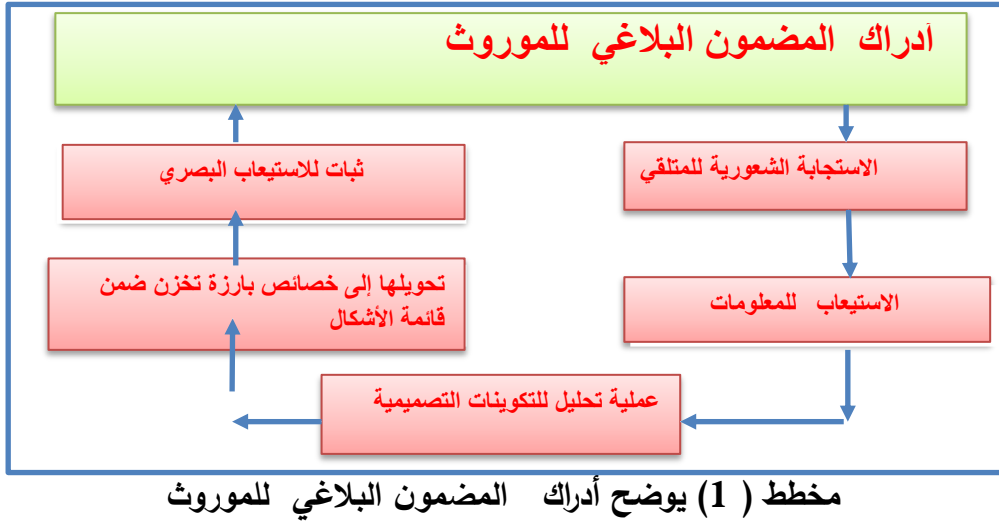 أدراك المضمون البلاغي للموروث
الاستجابة الشعورية للمتلقي
ثبات للاستيعاب البصري
الاستيعاب للمعلومات
تحويلها إلى خصائص بارزة تخزن ضمن
قائمة الأشكال
عملية تحليل للتكوينات التصميمية
مخطط ( 1) يوضح أدراك المضمون البلاغي للموروث